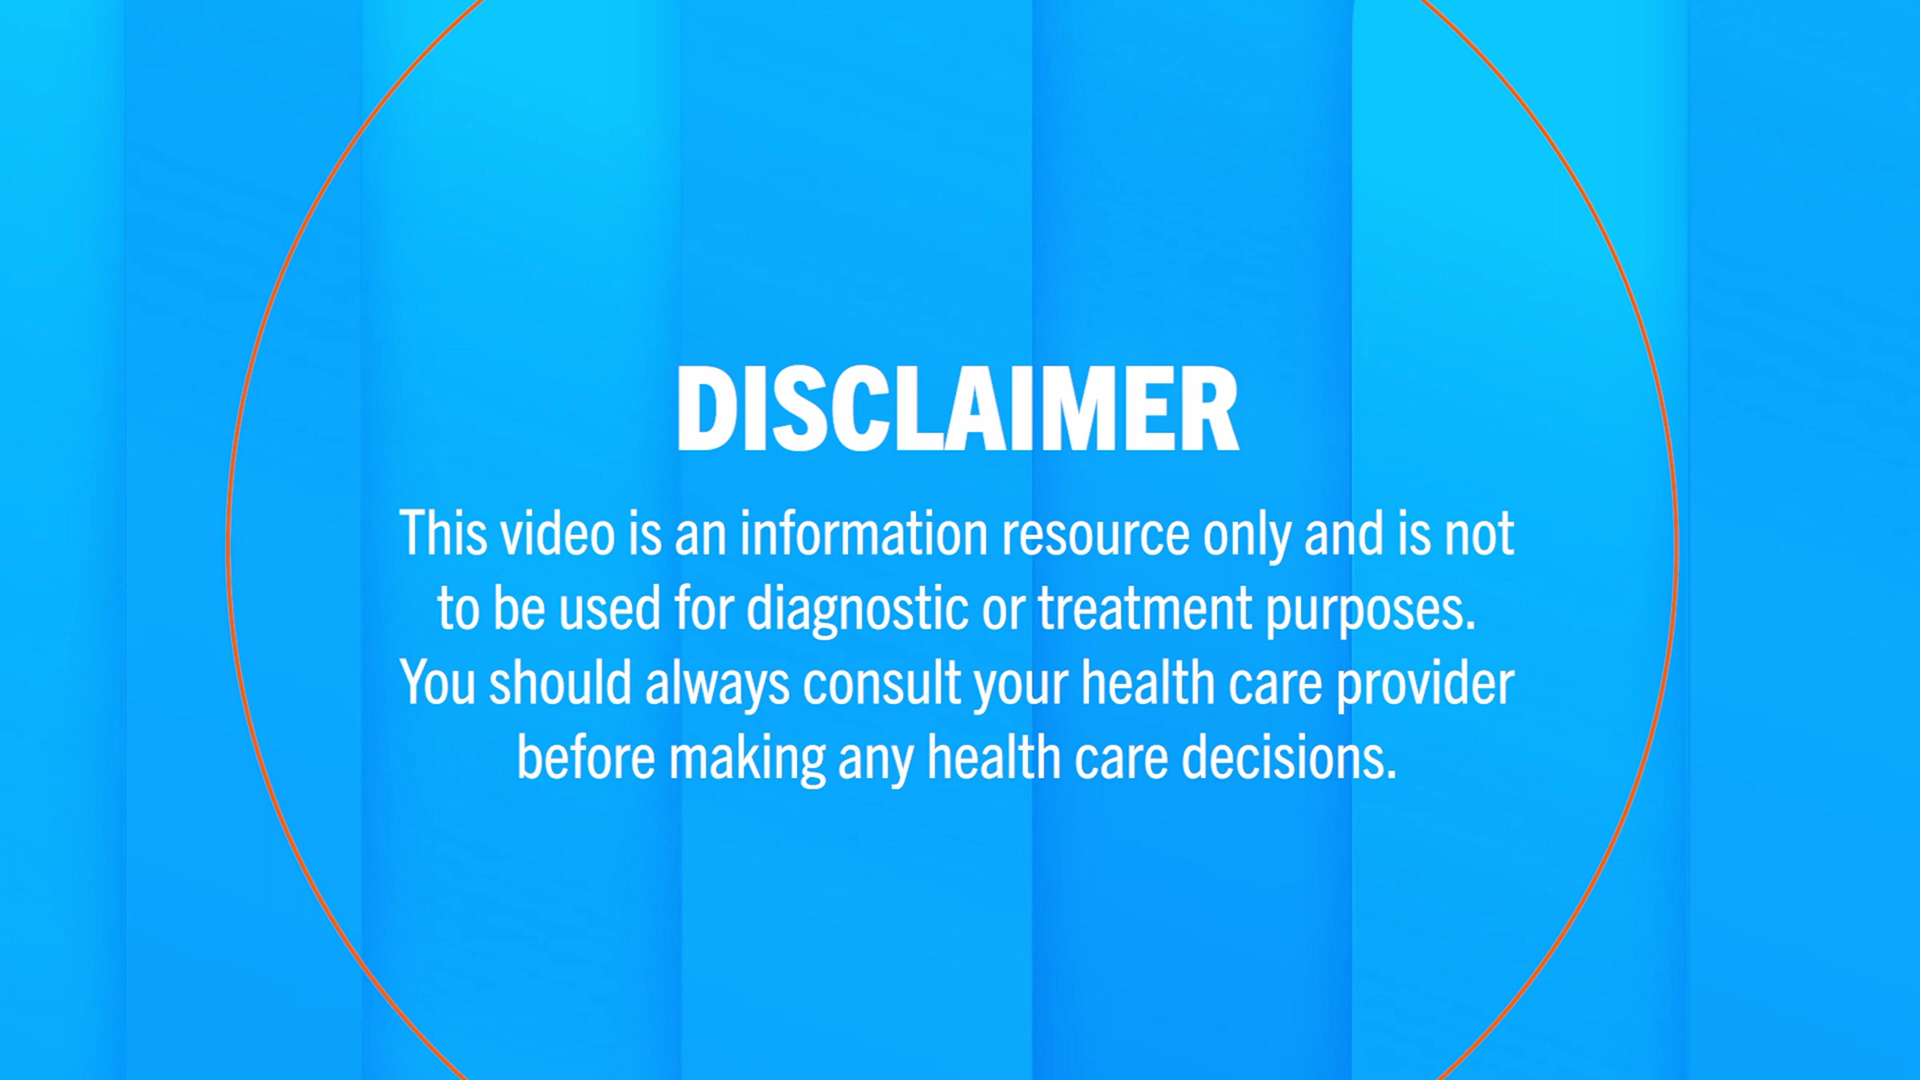 DISCLAIMER
This video is an information resource only and is not
to be used for diagnostic or treatment purposes.
You should always consult your health care provider
before making any health care decisions.